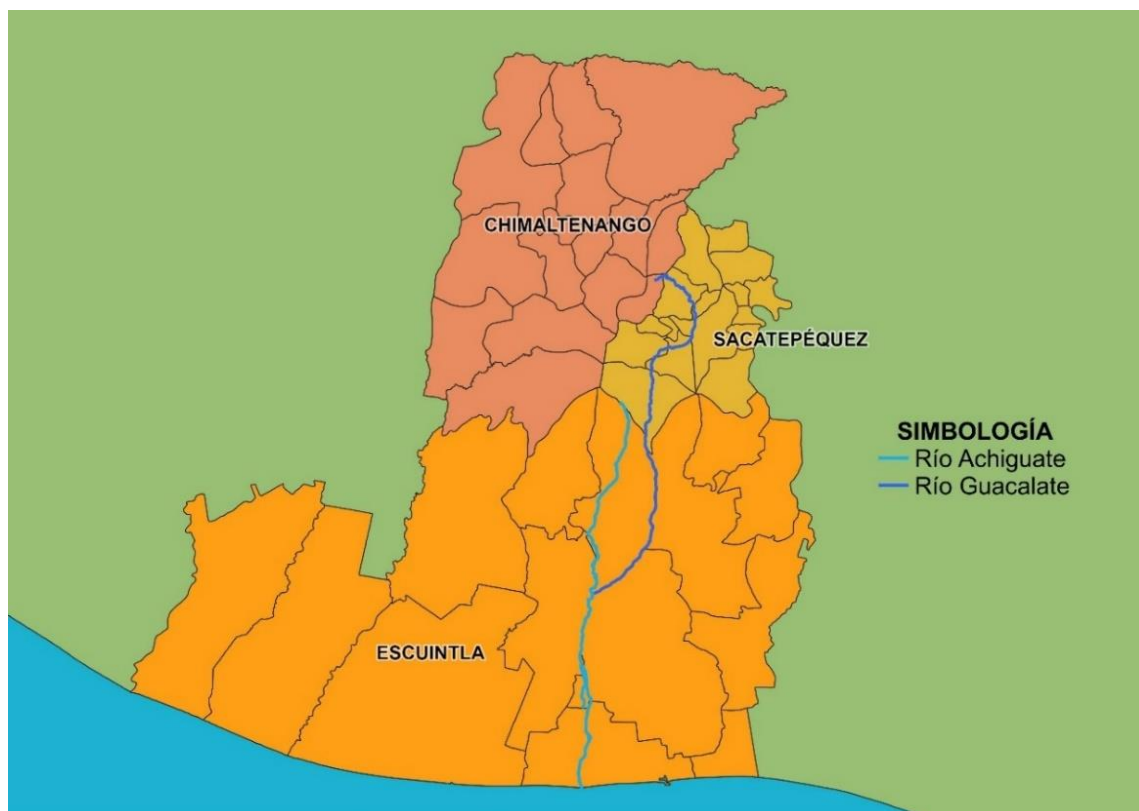 CHIMALTENANGO
SACATEPÉQUEZ
SIMBOLOGÍA
Río Achiguate
Río Guacalate
ESCUINTLA